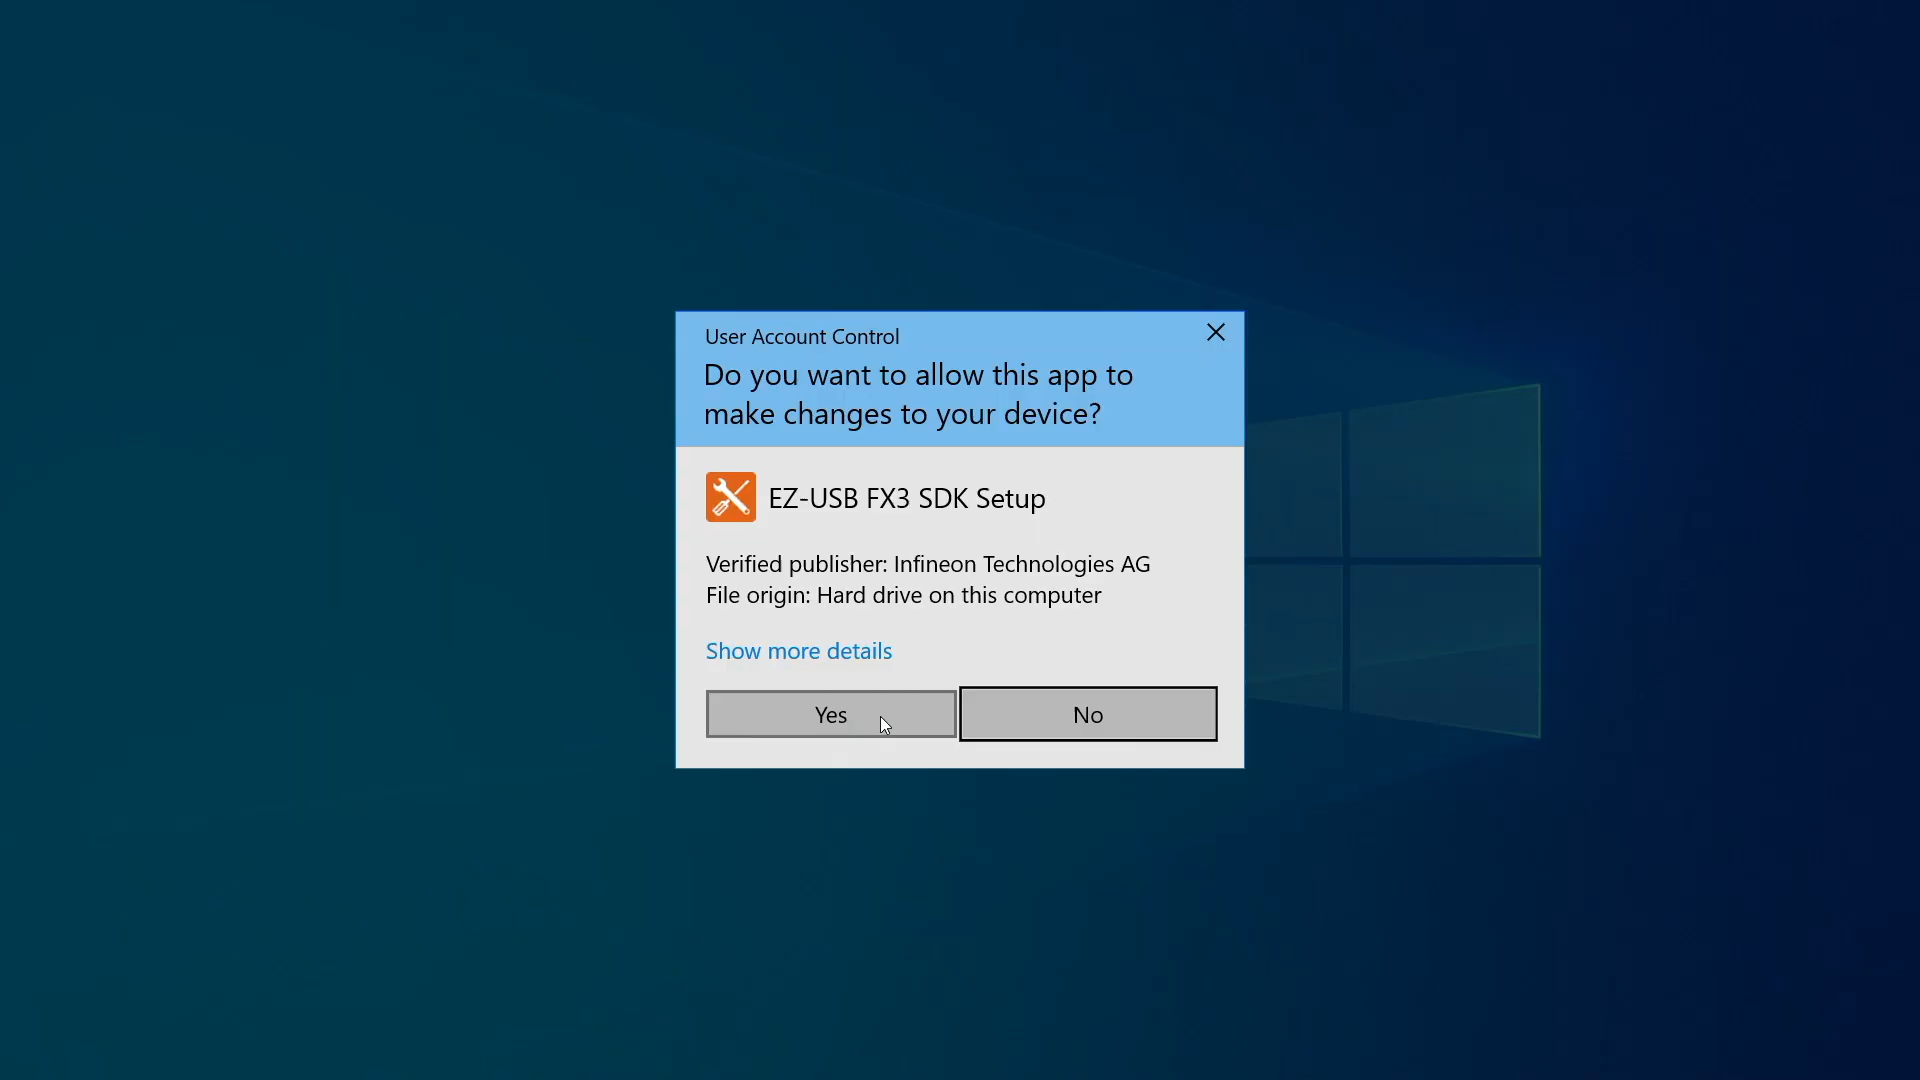 User Account Control
Do you want to allow this app to
make changes to your device?
EZ-USB FX3 SDK Setup
Verified publisher: Infineon Technologies AG
File origin: Hard drive on this computer
Show more details
Yes
No